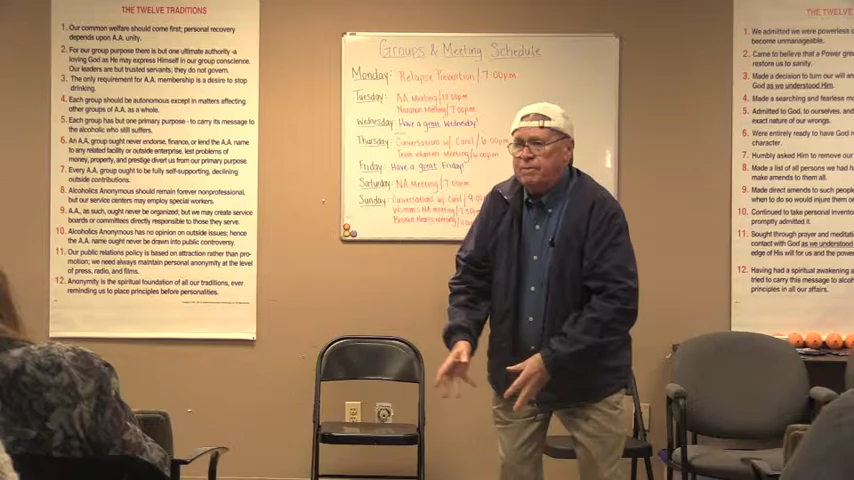 THE TWELVE TRADITIONS
1. Our common welfare should come first; personal recovery
depends upon A.A. unity.
2. For our group purpose there is but one ultimate authority - a
loving God as He may express Himself in our group conscience.
Our leaders are but trusted servants; they do not govern.
3. The only requirement for A.A. membership is a desire to stop
drinking.
4. Each group should be autonomous except in matters affecting
other groups of A.A. as a whole.
5. Each group has but one primary purpose - to carry its message to
the alcoholic who still suffers.
6. An A.A. group ought never endorse, finance, or lend the A.A. name
to any related facility or outside enterprise, lest problems of
money, property, and prestige divert us from our primary purpose.
7. Every A.A. group ought to be fully self-supporting, declining
outside contributions.
8. Alcoholics Anonymous should remain forever nonprofessional,
but our service centers may employ special workers.
9. A.A., as such, ought never be organized; but we may create service
boards or committees directly responsible to those they serve.
10. Alcoholics Anonymous has no opinion on outside issues; hence
the A.A. name ought never be drawn into public controversy.
11. Our public relations policy is based on attraction rather than promo-
tion; we need always maintain personal anonymity at the level of
press, radio, and films.
12. Anonymity is the spiritual foundation of all our traditions, ever
reminding us to place principles before personalities.
Groups & Meeting Schedule
Monday: Relapse Prevention / 7:00pm
Tuesday: AA Meeting / 12:00pm
Meeting / 7:00pm
Wednesday: Have a great Wednesday!
Thursday: Conversations w/ Carol / 6:00pm
Team volunteer meeting / 6:00pm
Friday: Have a great Friday!
Saturday: NA Meeting / 7:00pm
Sunday: Conversations w/ Carol /
Women's NA meeting /
THE TWELVE
1. We admitted we were powerless
become unmanageable.
2. Came to believe that a Power
restore us to sanity.
3. Made a decision to turn our will
as we understood Him.
4. Made a searching and fearless
5. Admitted to God, to ourselves,
exact nature of our wrongs.
6. Were entirely ready to have God
character.
7. Humbly asked Him to remove our
8. Made a list of all persons we had
make amends to them all.
9. Made direct amends to such
when to do so would injure them or
10. Continued to take personal
promptly admitted it.
11. Sought through prayer and
contact with God as we understood
edge of His will for us and the power
12. Having had a spiritual awakening
tried to carry this message to
principles in all our affairs.